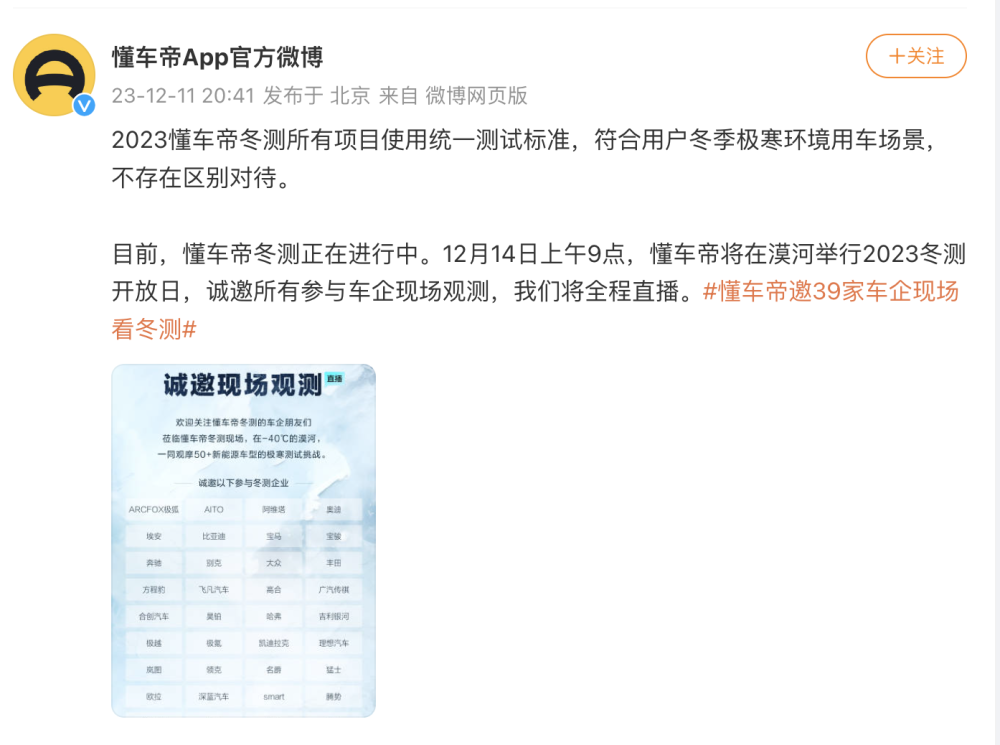 懂车帝App官方微博
+关注
23-12-11 20:41 发布于 北京 来自 微博网页版
2023懂车帝冬测所有项目使用统一测试标准，符合用户冬季极寒环境用车场景，
不存在区别对待。
目前，懂车帝冬测正在进行中。12月14日上午9点，懂车帝将在漠河举行2023冬测
开放日，诚邀所有参与车企现场观测，我们将全程直播。#懂车帝邀39家车企现场
看冬测#
诚邀现场观测 直播
欢迎关注懂车帝冬测的车企朋友们
莅临懂车帝冬测现场，在-40℃的漠河，
一同观摩50+新能源车型的极寒测试挑战。
诚邀以下参与冬测企业
ARCFOX极狐 AITO 阿维塔 奥迪
埃安 比亚迪 宝马 宝骏
奔驰 别克 大众 丰田
方程豹 飞凡汽车 高合 广汽传祺
合创汽车 昊铂 哈弗 吉利银河
极越 极氪 凯迪拉克 理想汽车
岚图 领克 名爵 猛士
欧拉 深蓝汽车 smart 腾势